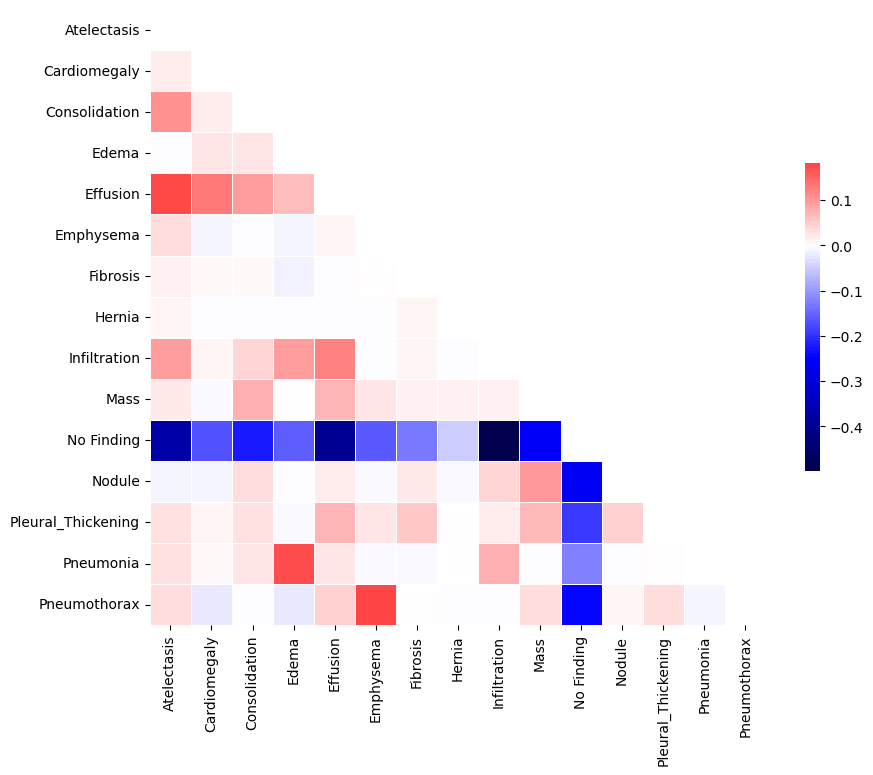 Atelectasis
Cardiomegaly
Consolidation
Edema
Effusion
Emphysema
Fibrosis
Hernia
Infiltration
Mass
No Finding
Nodule
Pleural_Thickening
Pneumonia
Pneumothorax
Atelectasis
Cardiomegaly
Consolidation
Edema
Effusion
Emphysema
Fibrosis
Hernia
Infiltration
Mass
No Finding
Nodule
Pleural_Thickening
Pneumonia
Pneumothorax
0.1
0.0
−0.1
−0.2
−0.3
−0.4